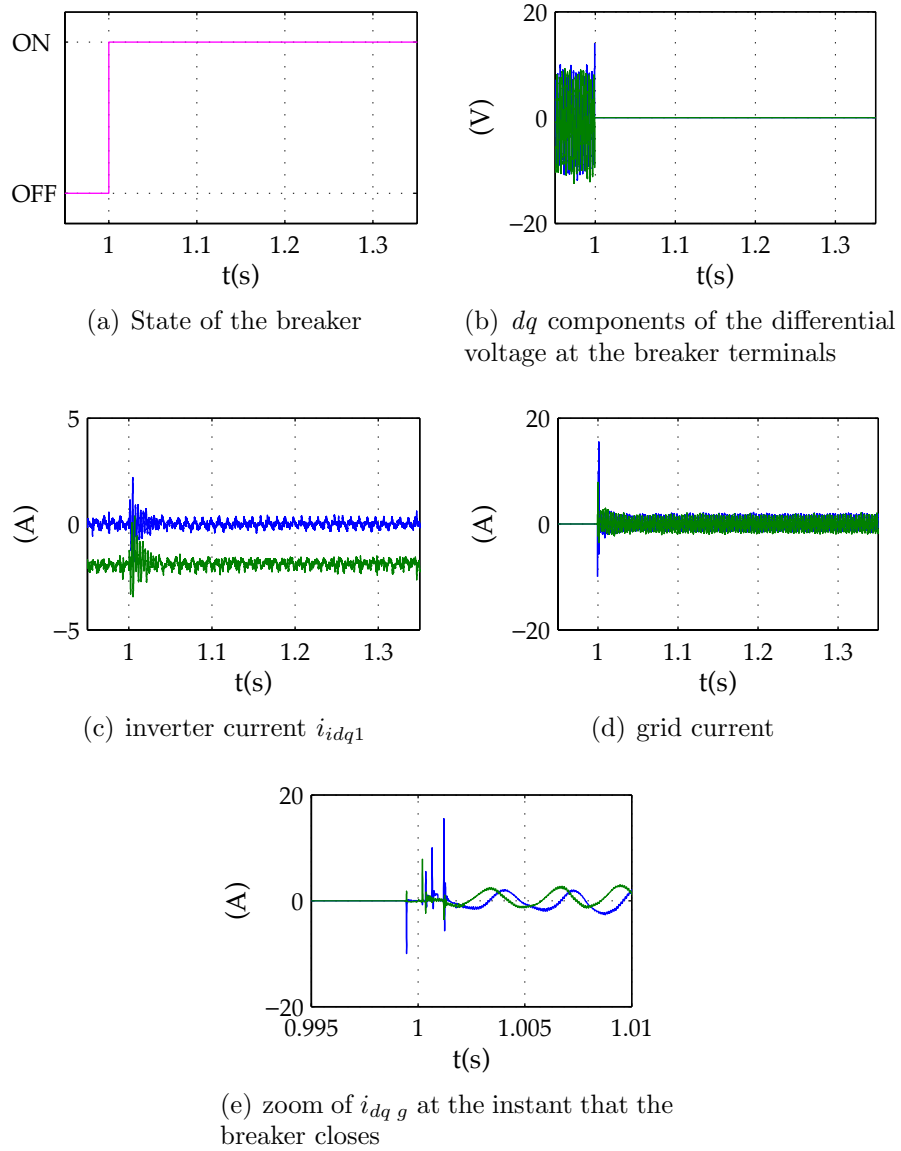 ON
OFF
1 1.1 1.2 1.3
t(s)
(a) State of the breaker
20
0
−20
(V)
1 1.1 1.2 1.3
t(s)
(b) dq components of the differential
voltage at the breaker terminals
5
0
−5
(A)
1 1.1 1.2 1.3
t(s)
(c) inverter current i_{idq1}
20
0
−20
(A)
1 1.1 1.2 1.3
t(s)
(d) grid current
20
0
−20
(A)
0.995 1 1.005 1.01
t(s)
(e) zoom of i_{dq g} at the instant that the
breaker closes